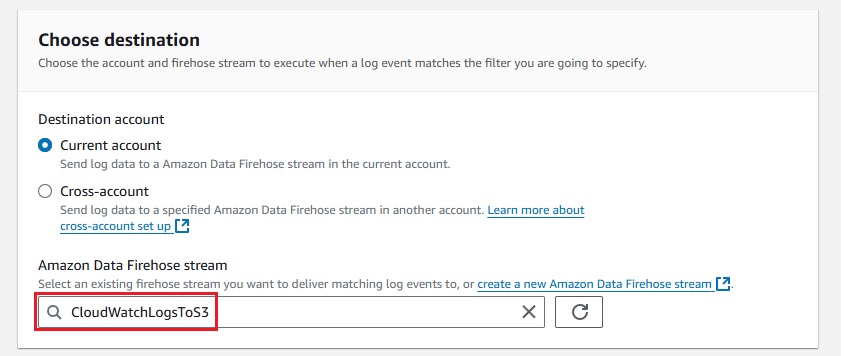 Choose destination
Choose the account and firehose stream to execute when a log event matches the filter you are going to specify.
Destination account
Current account
Send log data to a Amazon Data Firehose stream in the current account.
Cross-account
Send log data to a specified Amazon Data Firehose stream in another account. Learn more about
cross-account set up
Amazon Data Firehose stream
Select an existing firehose stream you want to deliver matching log events to, or create a new Amazon Data Firehose stream.
CloudWatchLogsToS3